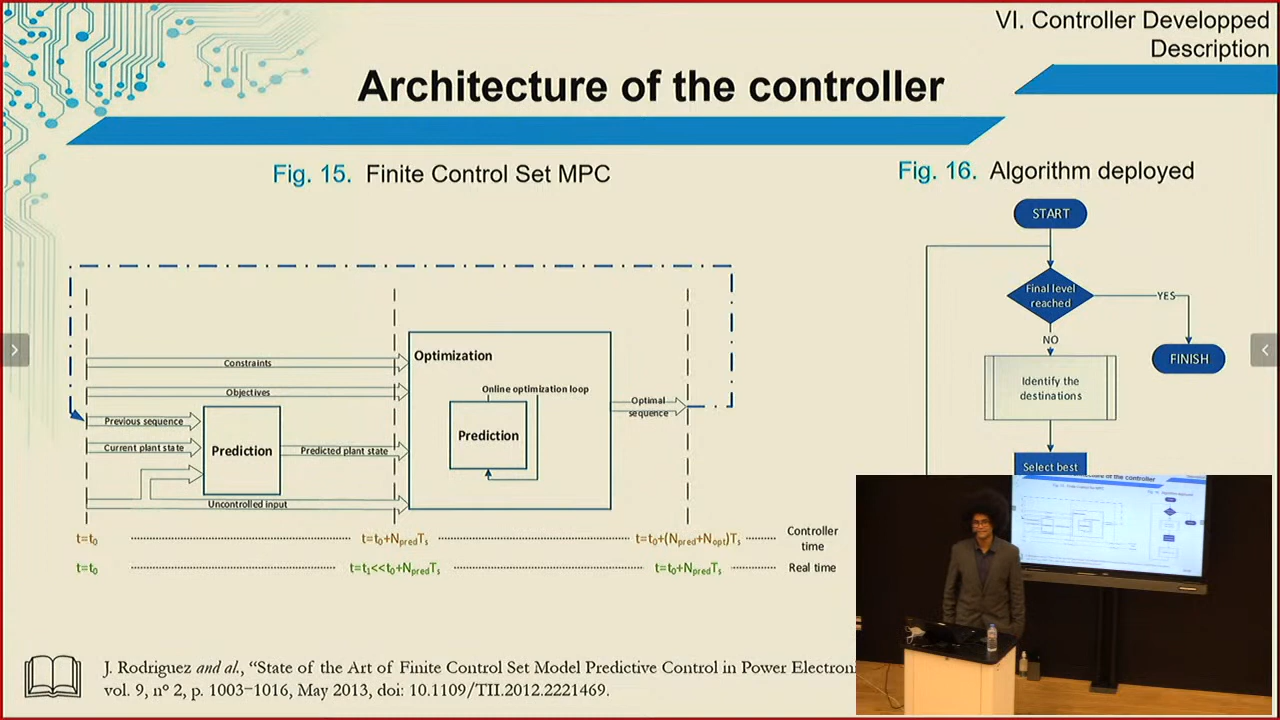 VI. Controller Developped
Description
Architecture of the controller
Fig. 15. Finite Control Set MPC
Fig. 16. Algorithm deployed
START
Final level
reached
YES
NO
FINISH
Identify the
destinations
Select best
Constraints
Objectives
Previous sequence
Current plant state
Prediction
Predicted plant state
Uncontrolled input
Optimization
Online optimization loop
Prediction
Optimal
sequence
t=t₀
t=t₀+NpredTs
t=t₀+(Npred+Nopt)Ts
Controller
time
t=t₀
t=t₁<<t₀+NpredTs
t=t₀+NpredTs
Real time
J. Rodriguez and al., “State of the Art of Finite Control Set Model Predictive Control in Power Electroni
vol. 9, nº 2, p. 1003−1016, May 2013, doi: 10.1109/TII.2012.2221469.